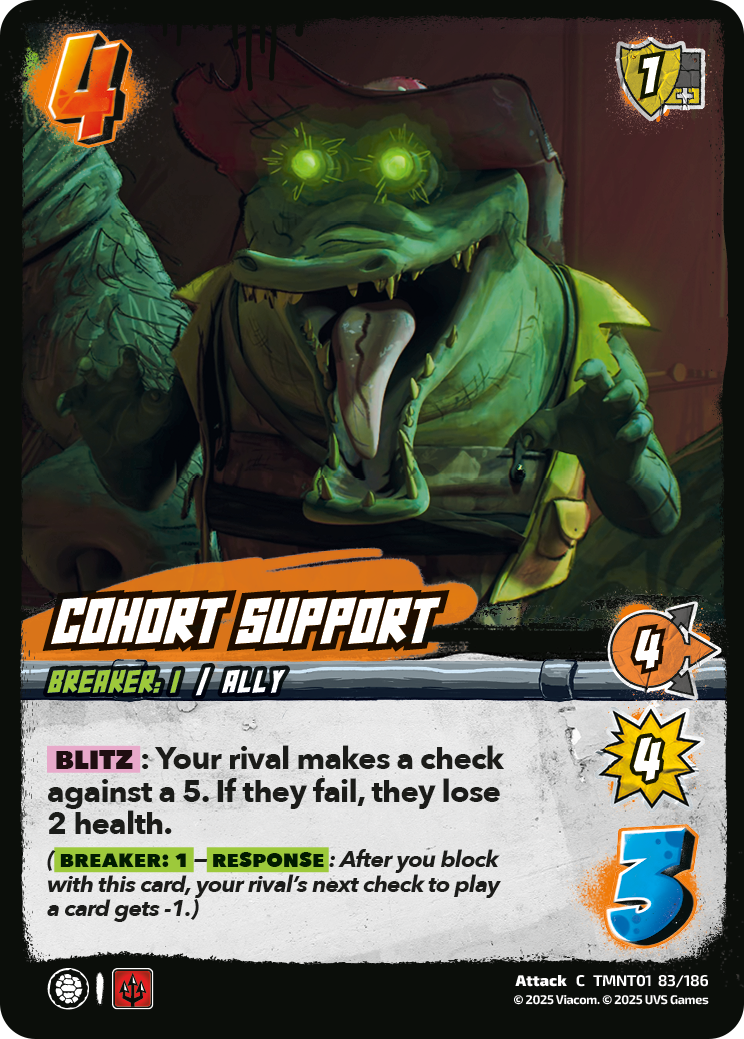 4
1
COHORT SUPPORT
BREAKER: 1 / ALLY
4
4
3
BLITZ : Your rival makes a check
against a 5. If they fail, they lose
2 health.
( BREAKER: 1 – RESPONSE : After you block
with this card, your rival's next check to play
a card gets -1.)
Attack C TMNT01 83/186
© 2025 Viacom. © 2025 UVS Games